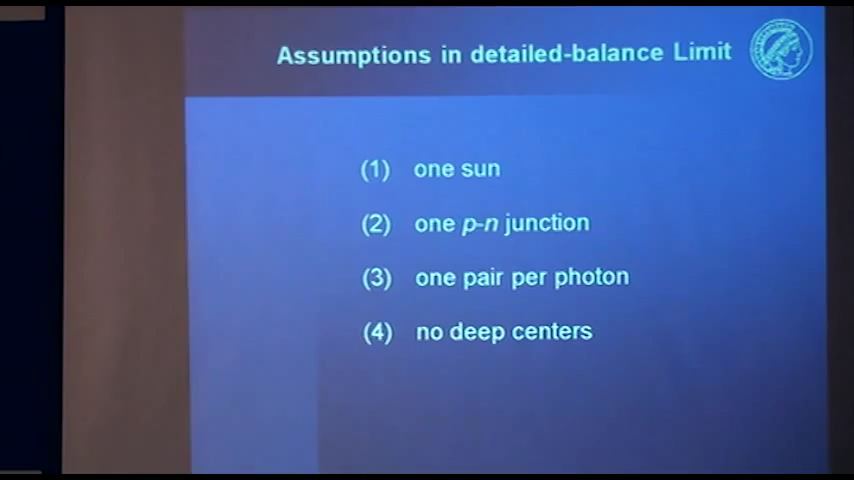 Assumptions in detailed-balance Limit
(1) one sun
(2) one p-n junction
(3) one pair per photon
(4) no deep centers